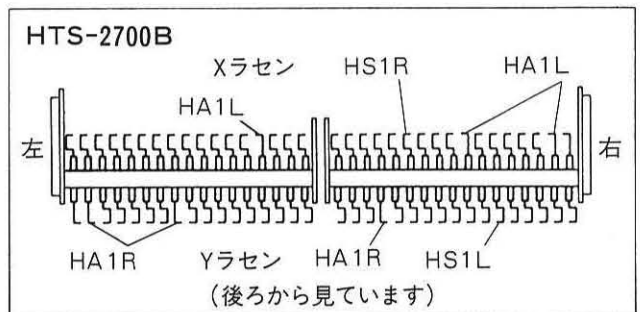 HTS-2700B
Xラセン HS1R HA1L
HA1L
左 右
HA1R Yラセン HA1R HS1L
(後ろから見ています)